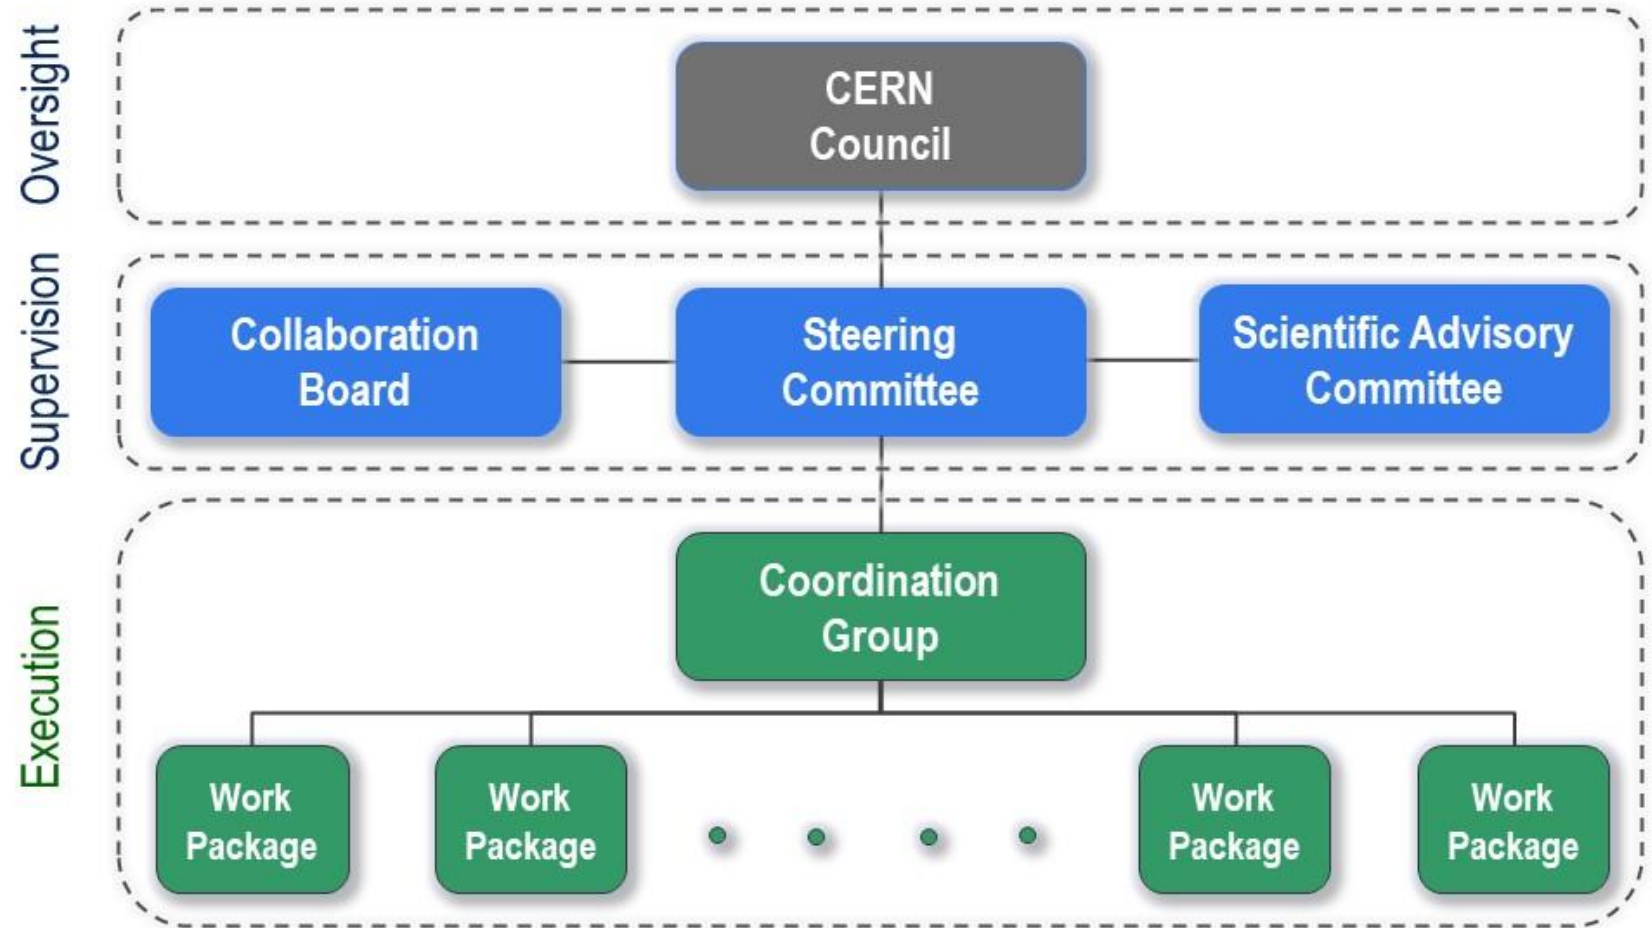 Oversight
CERN
Council
Supervision
Collaboration
Board
Steering
Committee
Scientific Advisory
Committee
Execution
Coordination
Group
Work
Package
Work
Package
Work
Package
Work
Package